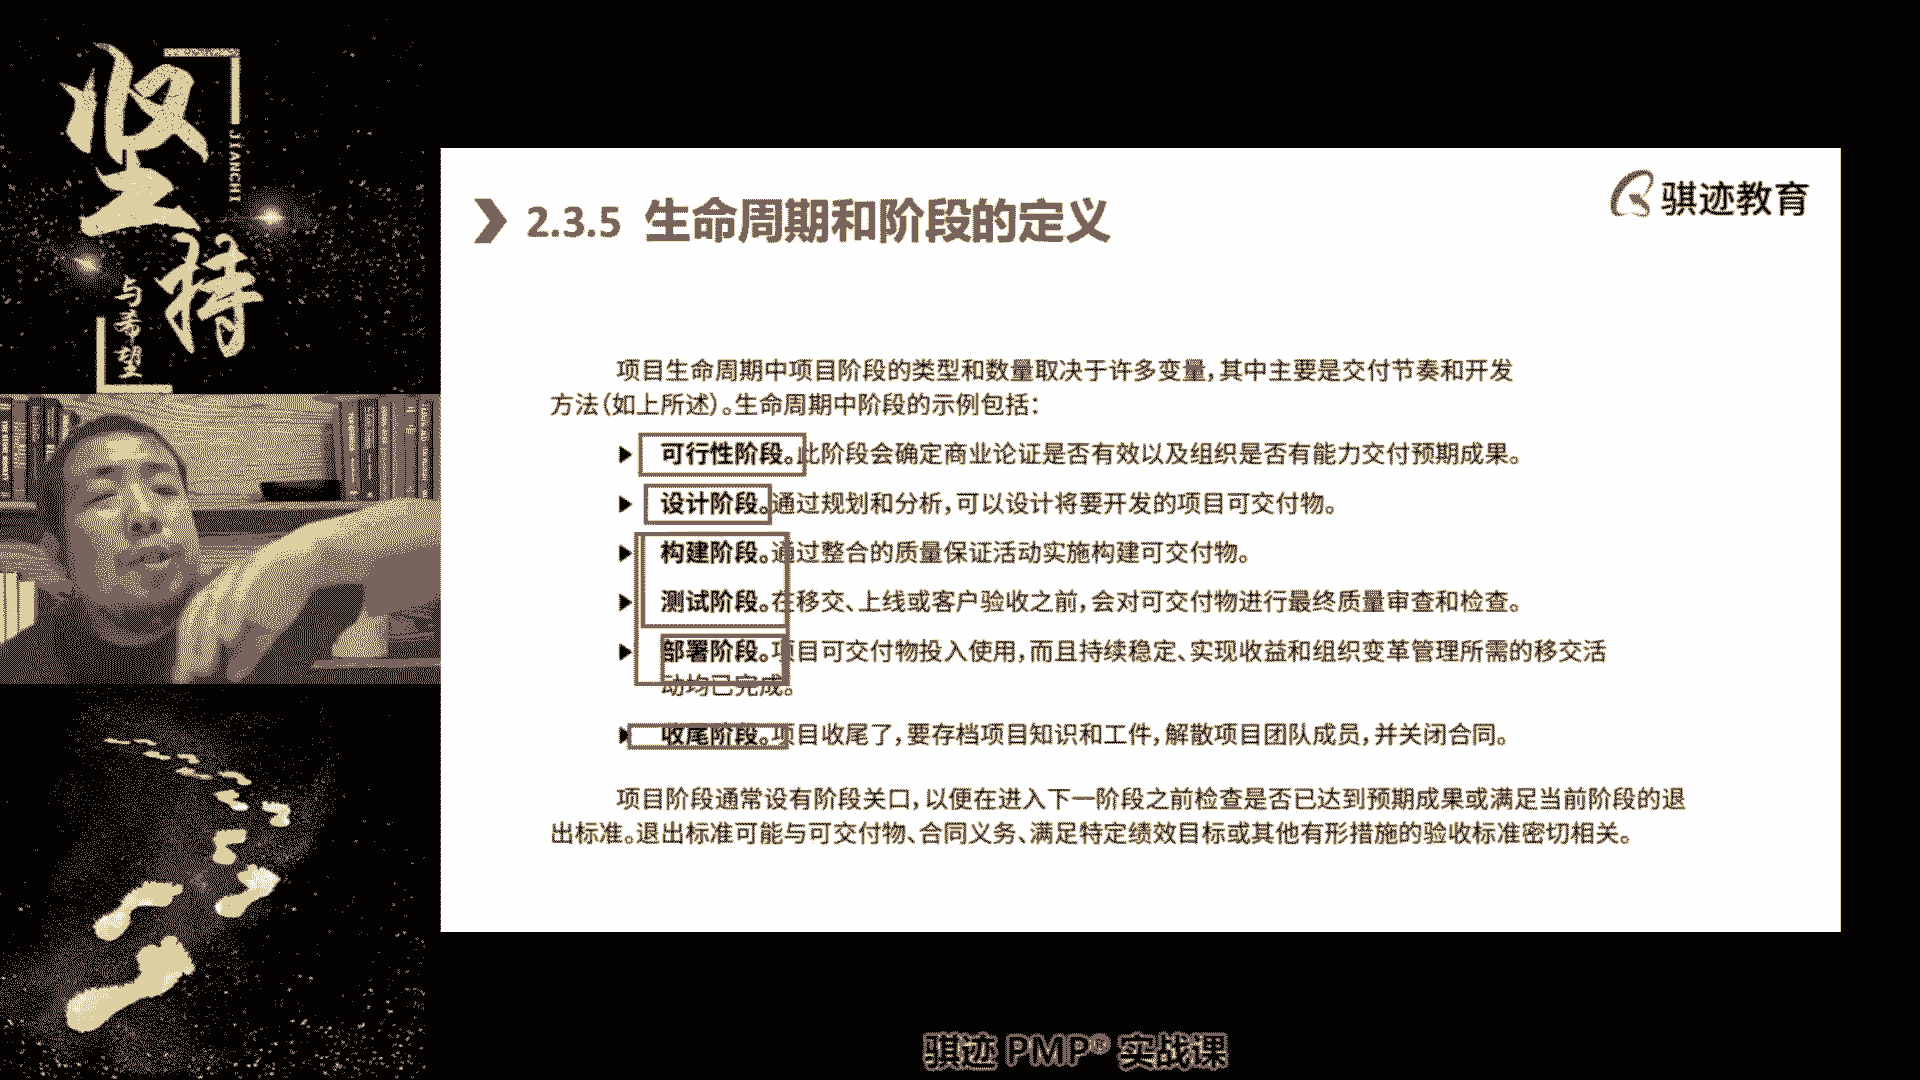 坚持
JIANCHI
与希望
骐迹教育
2.3.5 生命周期和阶段的定义
项目生命周期中项目阶段的类型和数量取决于许多变量，其中主要是交付节奏和开发
方法（如上所述）。生命周期中阶段的示例包括：
可行性阶段。此阶段会确定商业论证是否有效以及组织是否有能力交付预期成果。
设计阶段。通过规划和分析，可以设计将要开发的项目可交付物。
构建阶段。通过整合的质量保证活动实施构建可交付物。
测试阶段。在移交、上线或客户验收之前，会对可交付物进行最终质量审查和检查。
部署阶段。项目可交付物投入使用，而且持续稳定、实现收益和组织变革管理所需的移交活
动均已完成。
收尾阶段。项目收尾了，要存档项目知识和工件，解散项目团队成员，并关闭合同。
项目阶段通常设有阶段关口，以便在进入下一阶段之前检查是否已达到预期成果或满足当前阶段的退
出标准。退出标准可能与可交付物、合同义务、满足特定绩效目标或其他有形措施的验收标准密切相关。
骐迹 PMP® 实战课